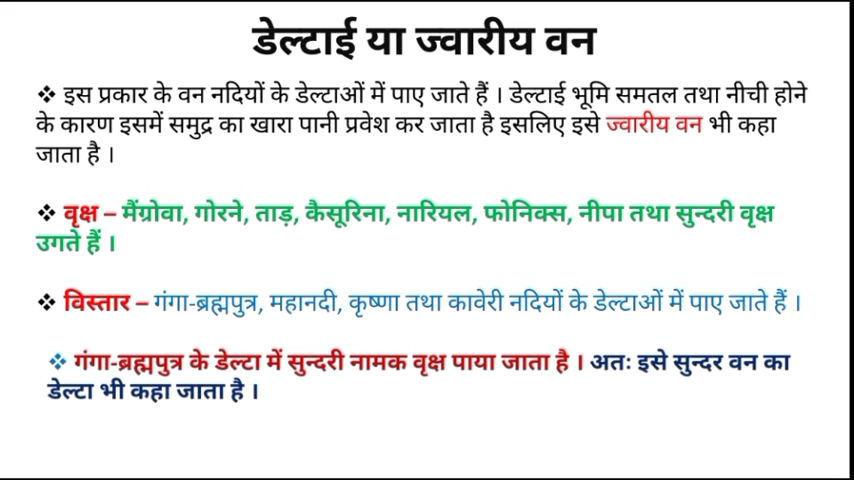 डेल्टाई या ज्वारीय वन
❖ इस प्रकार के वन नदियों के डेल्टाओं में पाए जाते हैं । डेल्टाई भूमि समतल तथा नीची होने
के कारण इसमें समुद्र का खारा पानी प्रवेश कर जाता है इसलिए इसे ज्वारीय वन भी कहा
जाता है ।
❖ वृक्ष – मैंग्रोवा, गोरने, ताड़, कैसूरिना, नारियल, फोनिक्स, नीपा तथा सुन्दरी वृक्ष
उगते हैं ।
❖ विस्तार – गंगा-ब्रह्मपुत्र, महानदी, कृष्णा तथा कावेरी नदियों के डेल्टाओं में पाए जाते हैं ।
❖ गंगा-ब्रह्मपुत्र के डेल्टा में सुन्दरी नामक वृक्ष पाया जाता है । अतः इसे सुन्दर वन का
डेल्टा भी कहा जाता है ।